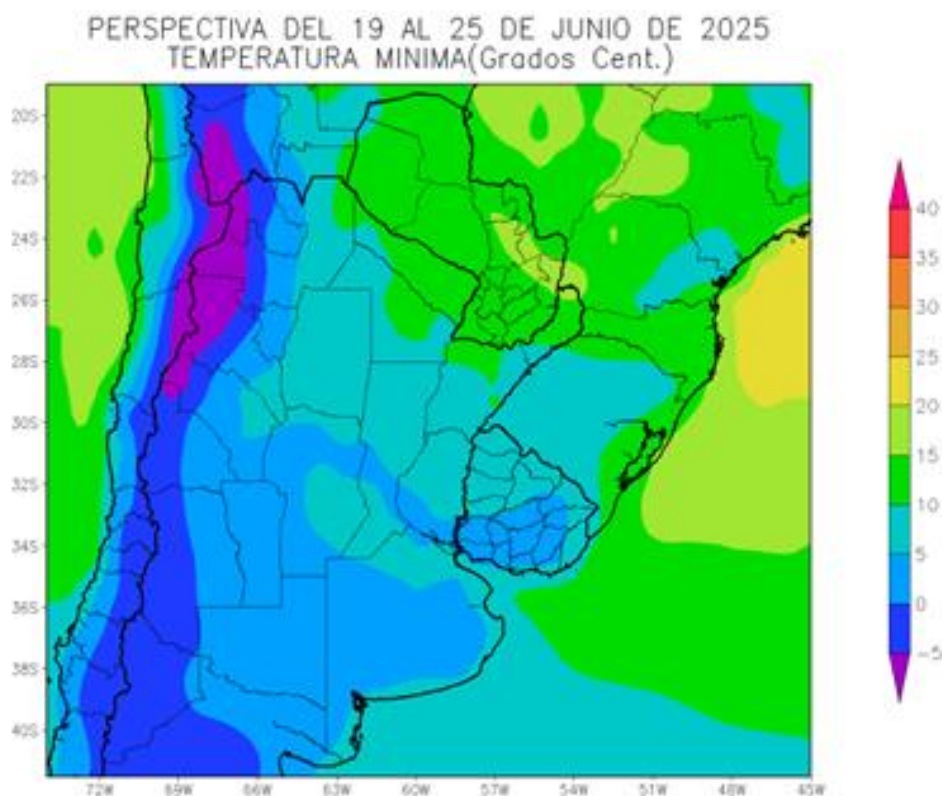 PERSPECTIVA DEL 19 AL 25 DE JUNIO DE 2025
TEMPERATURA MINIMA(Grados Cent.)
20S
22S
24S
26S
28S
30S
32S
34S
36S
38S
40S
72W
69W
66W
63W
60W
57W
54W
51W
48W
45W
40
35
30
25
20
15
10
5
0
-5